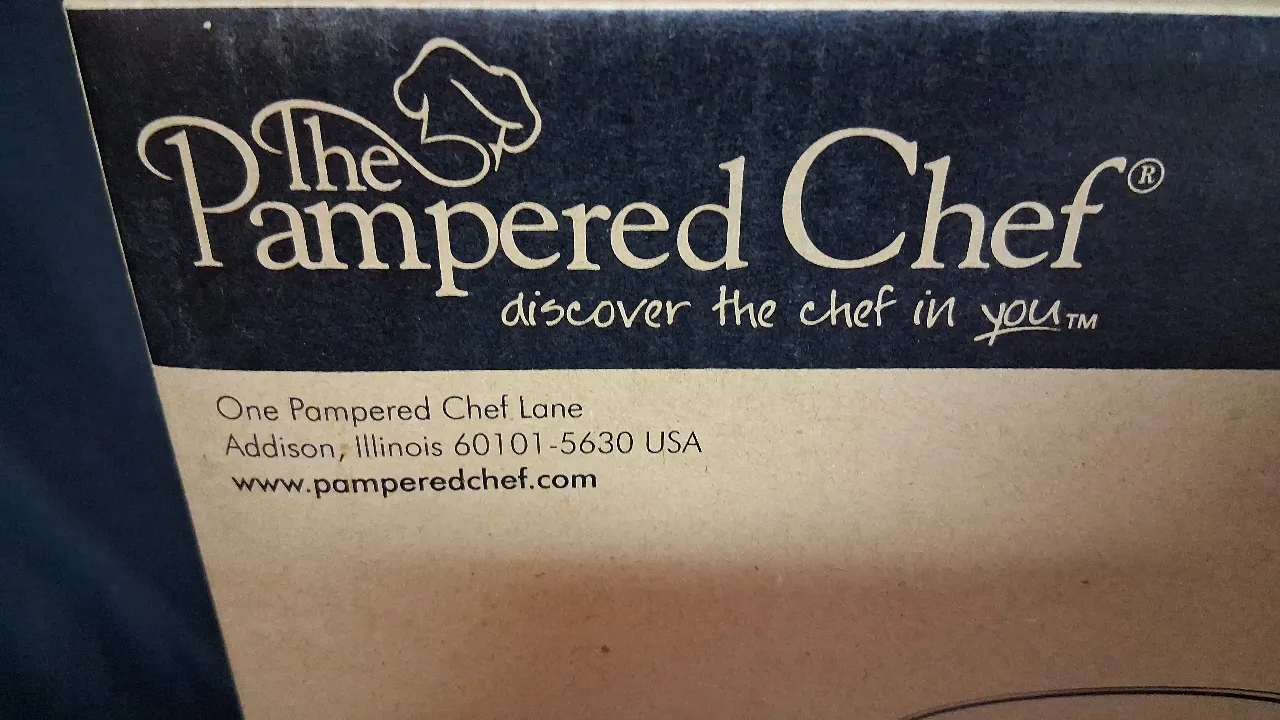 The
Pampered Chef®
discover the chef in you™
One Pampered Chef Lane
Addison, Illinois 60101-5630 USA
www.pamperedchef.com